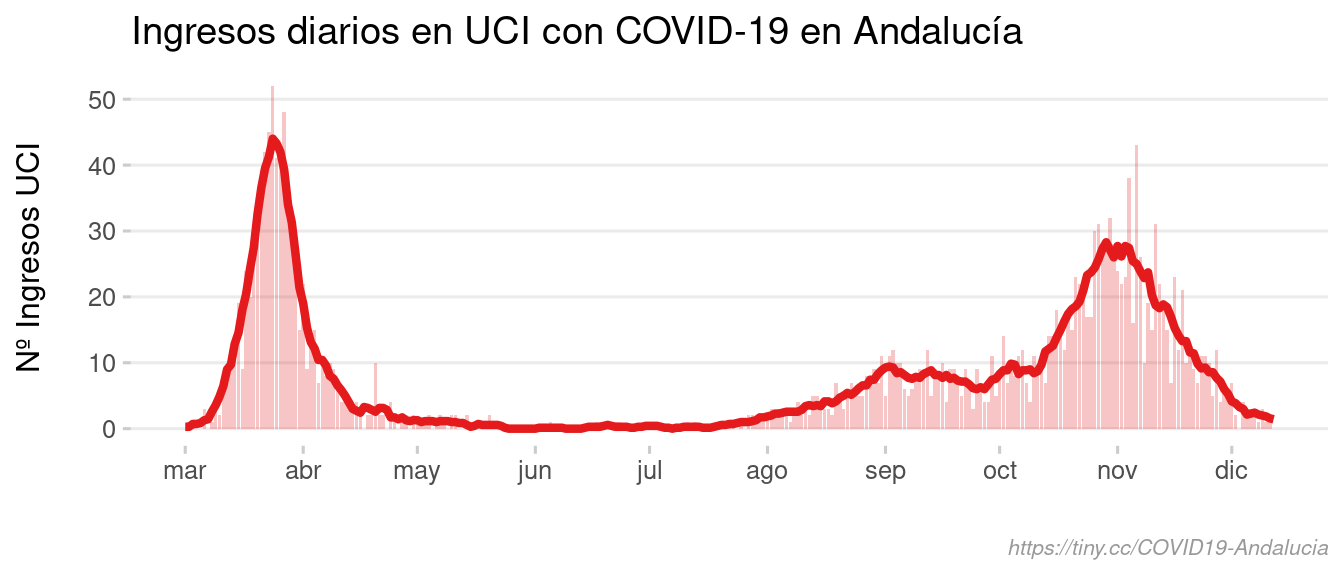 Ingresos diarios en UCI con COVID-19 en Andalucía
Nº Ingresos UCI
50
40
30
20
10
0
mar abr may jun jul ago sep oct nov dic
https://tiny.cc/COVID19-Andalucia